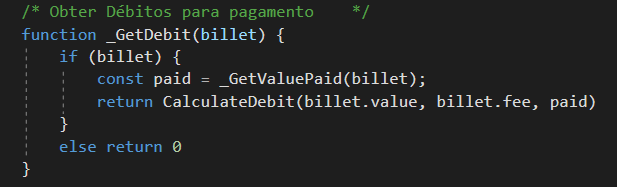 /* Obter Débitos para pagamento    */
function _GetDebit(billet) {
    if (billet) {
        const paid = _GetValuePaid(billet);
        return CalculateDebit(billet.value, billet.fee, paid)
    }
    else return 0
}